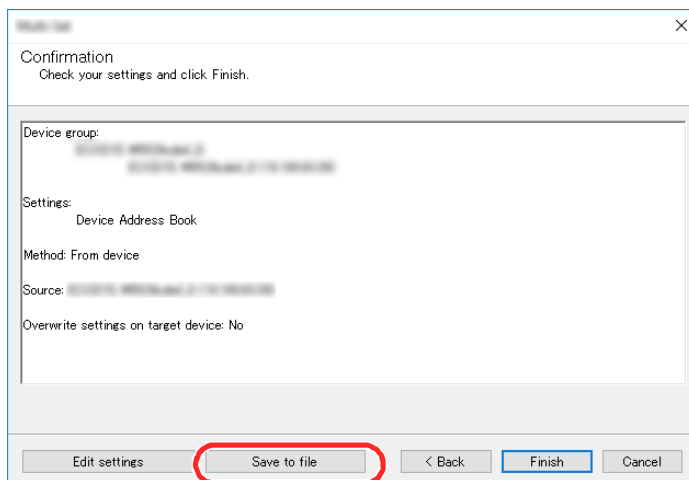 Confirmation
Check your settings and click Finish.
Device group:
Settings:
Device Address Book
Method: From device
Source:
Overwrite settings on target device: No
Edit settings
Save to file
< Back
Finish
Cancel